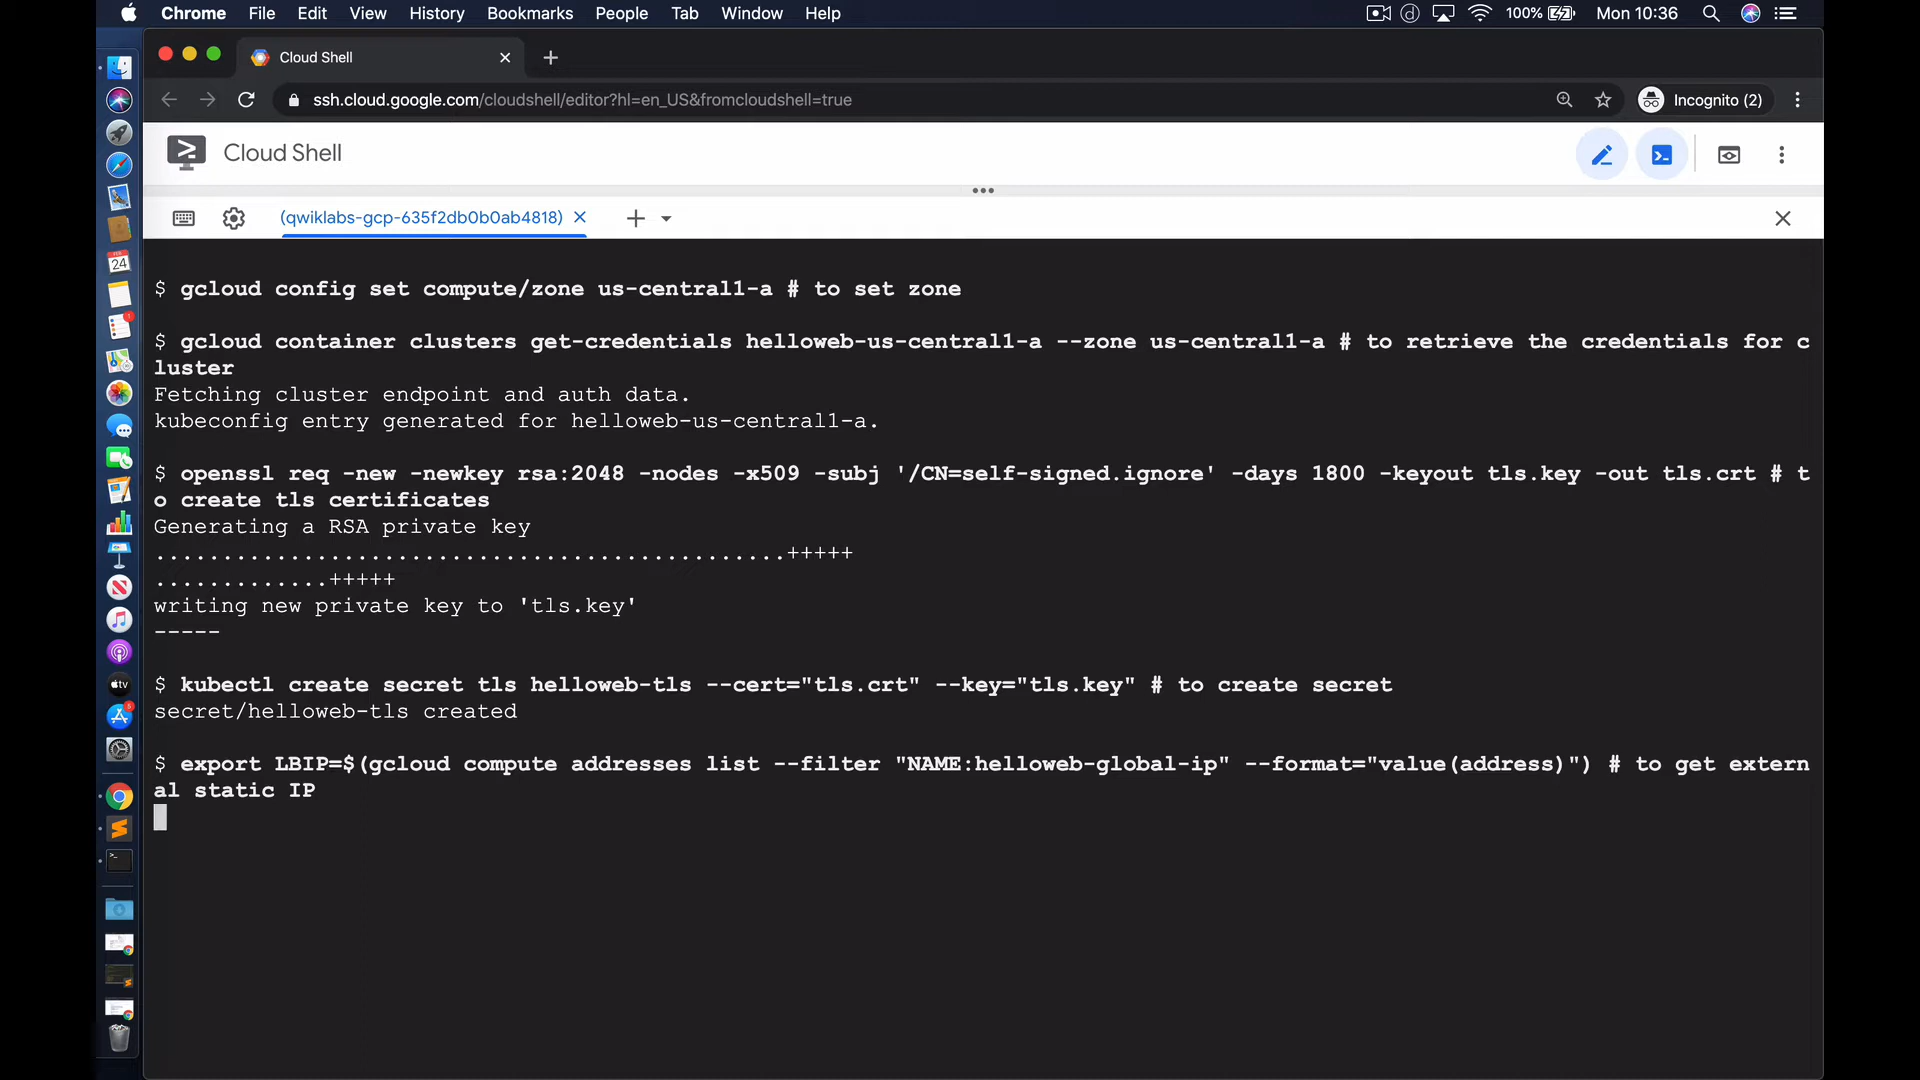 Chrome File Edit View History Bookmarks People Tab Window Help 100% Mon 10:36
Cloud Shell
ssh.cloud.google.com/cloudshell/editor?hl=en_US&fromcloudshell=true Incognito (2)
Cloud Shell
(qwiklabs-gcp-635f2db0b0ab4818)
$ gcloud config set compute/zone us-central1-a # to set zone
$ gcloud container clusters get-credentials helloweb-us-central1-a --zone us-central1-a # to retrieve the credentials for c
luster
Fetching cluster endpoint and auth data.
kubeconfig entry generated for helloweb-us-central1-a.
$ openssl req -new -newkey rsa:2048 -nodes -x509 -subj '/CN=self-signed.ignore' -days 1800 -keyout tls.key -out tls.crt # t
o create tls certificates
Generating a RSA private key
...............................................+++++
.............+++++
writing new private key to 'tls.key'
-----
$ kubectl create secret tls helloweb-tls --cert="tls.crt" --key="tls.key" # to create secret
secret/helloweb-tls created
$ export LBIP=$(gcloud compute addresses list --filter "NAME:helloweb-global-ip" --format="value(address)") # to get extern
al static IP
24
tv